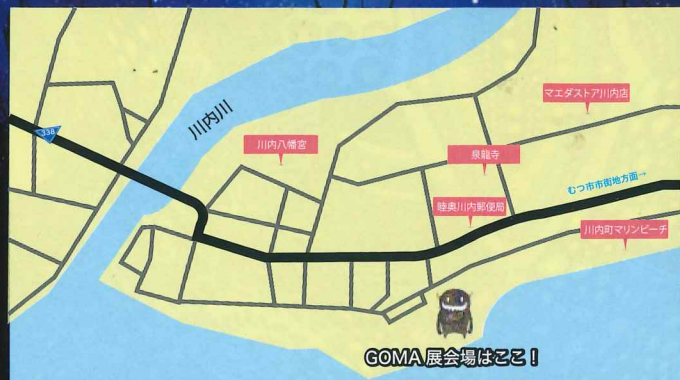 マエダストア川内店
338
川内川
川内八幡宮
泉龍寺
むつ市市街地方面→
陸奥川内郵便局
川内町マリンビーチ
GOMA 展会場はここ！